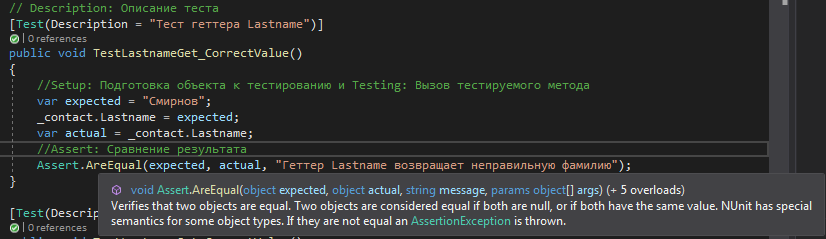 // Description: Описание теста
[Test(Description = "Тест геттера Lastname")]
| 0 references
public void TestLastnameGet_CorrectValue()
{
//Setup: Подготовка объекта к тестированию и Testing: Вызов тестируемого метода
var expected = "Смирнов";
_contact.Lastname = expected;
var actual = _contact.Lastname;
//Assert: Сравнение результата
Assert.AreEqual(expected, actual, "Геттер Lastname возвращает неправильную фамилию");
}
void Assert.AreEqual(object expected, object actual, string message, params object[] args) (+ 5 overloads)
Verifies that two objects are equal. Two objects are considered equal if both are null, or if both have the same value. NUnit has special
semantics for some object types. If they are not equal an AssertionException is thrown.
[Test(Descrip
| 0 references